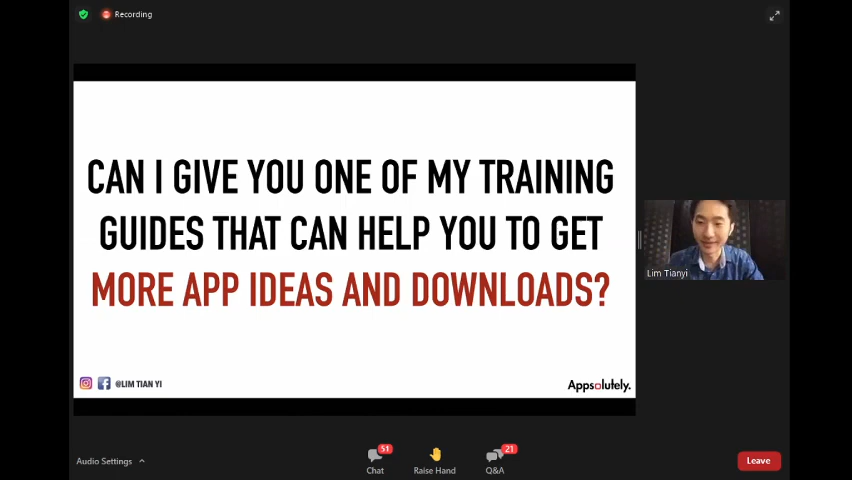 Recording
CAN I GIVE YOU ONE OF MY TRAINING
GUIDES THAT CAN HELP YOU TO GET
MORE APP IDEAS AND DOWNLOADS?
@LIM TIAN YI
Appsolutely.
Lim Tianyi
Audio Settings
51
Chat
Raise Hand
21
Q&A
Leave